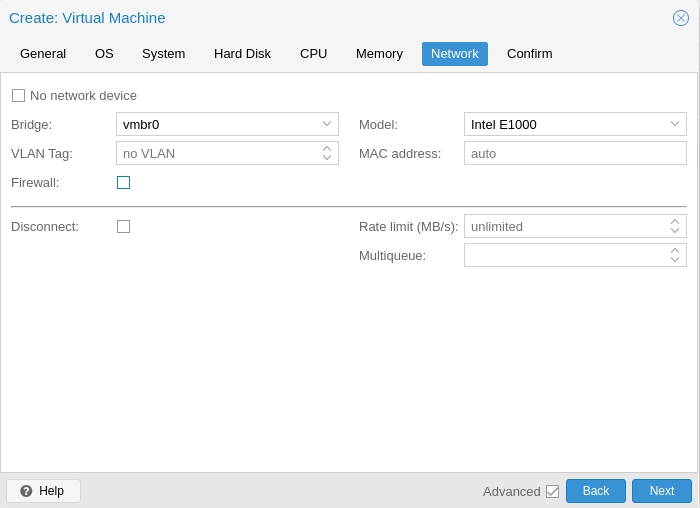 Create: Virtual Machine
General OS System Hard Disk CPU Memory Network Confirm
No network device
Bridge: vmbr0 Model: Intel E1000
VLAN Tag: no VLAN MAC address: auto
Firewall:
Disconnect: Rate limit (MB/s): unlimited
Multiqueue:
? Help Advanced Back Next